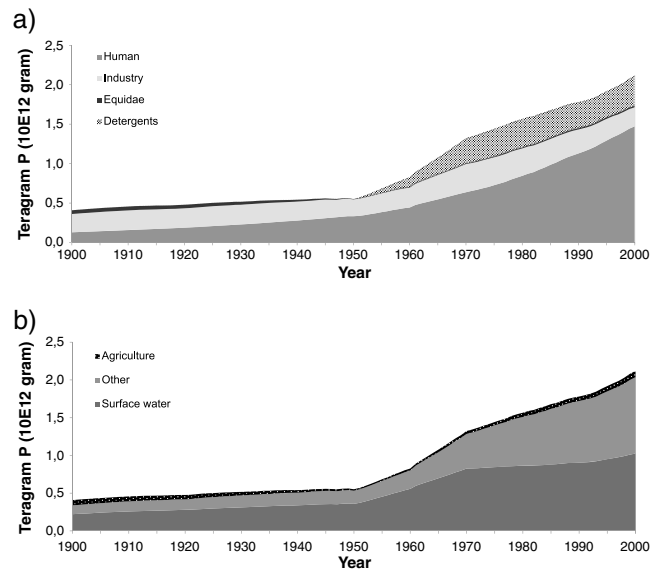 a)
Teragram P (10E12 gram)
2,5
2,0
1,5
1,0
0,5
0,0
Human
Industry
Equidae
Detergents
1900 1910 1920 1930 1940 1950 1960 1970 1980 1990 2000
Year
b)
Teragram P (10E12 gram)
2,5
2,0
1,5
1,0
0,5
0,0
Agriculture
Other
Surface water
1900 1910 1920 1930 1940 1950 1960 1970 1980 1990 2000
Year